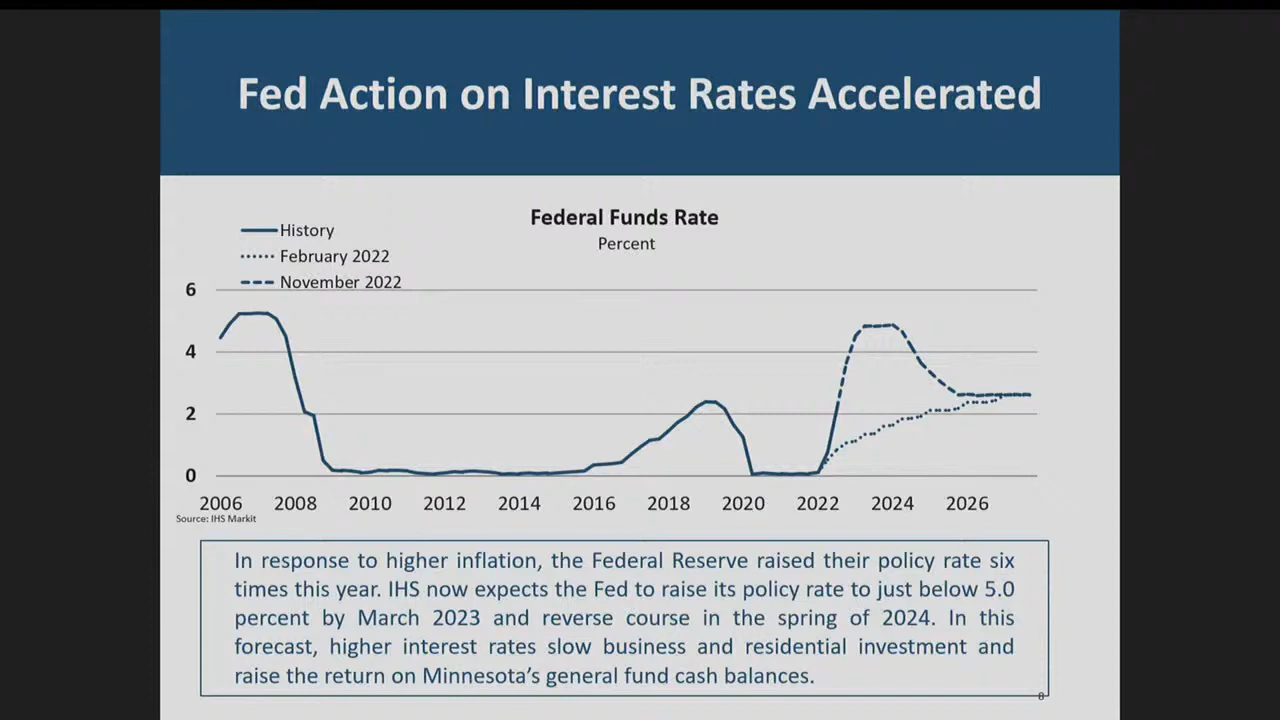 Fed Action on Interest Rates Accelerated
Federal Funds Rate
Percent
History
February 2022
November 2022
6
4
2
0
2006 2008 2010 2012 2014 2016 2018 2020 2022 2024 2026
Source: IHS Markit
In response to higher inflation, the Federal Reserve raised their policy rate six
times this year. IHS now expects the Fed to raise its policy rate to just below 5.0
percent by March 2023 and reverse course in the spring of 2024. In this
forecast, higher interest rates slow business and residential investment and
raise the return on Minnesota’s general fund cash balances.
8